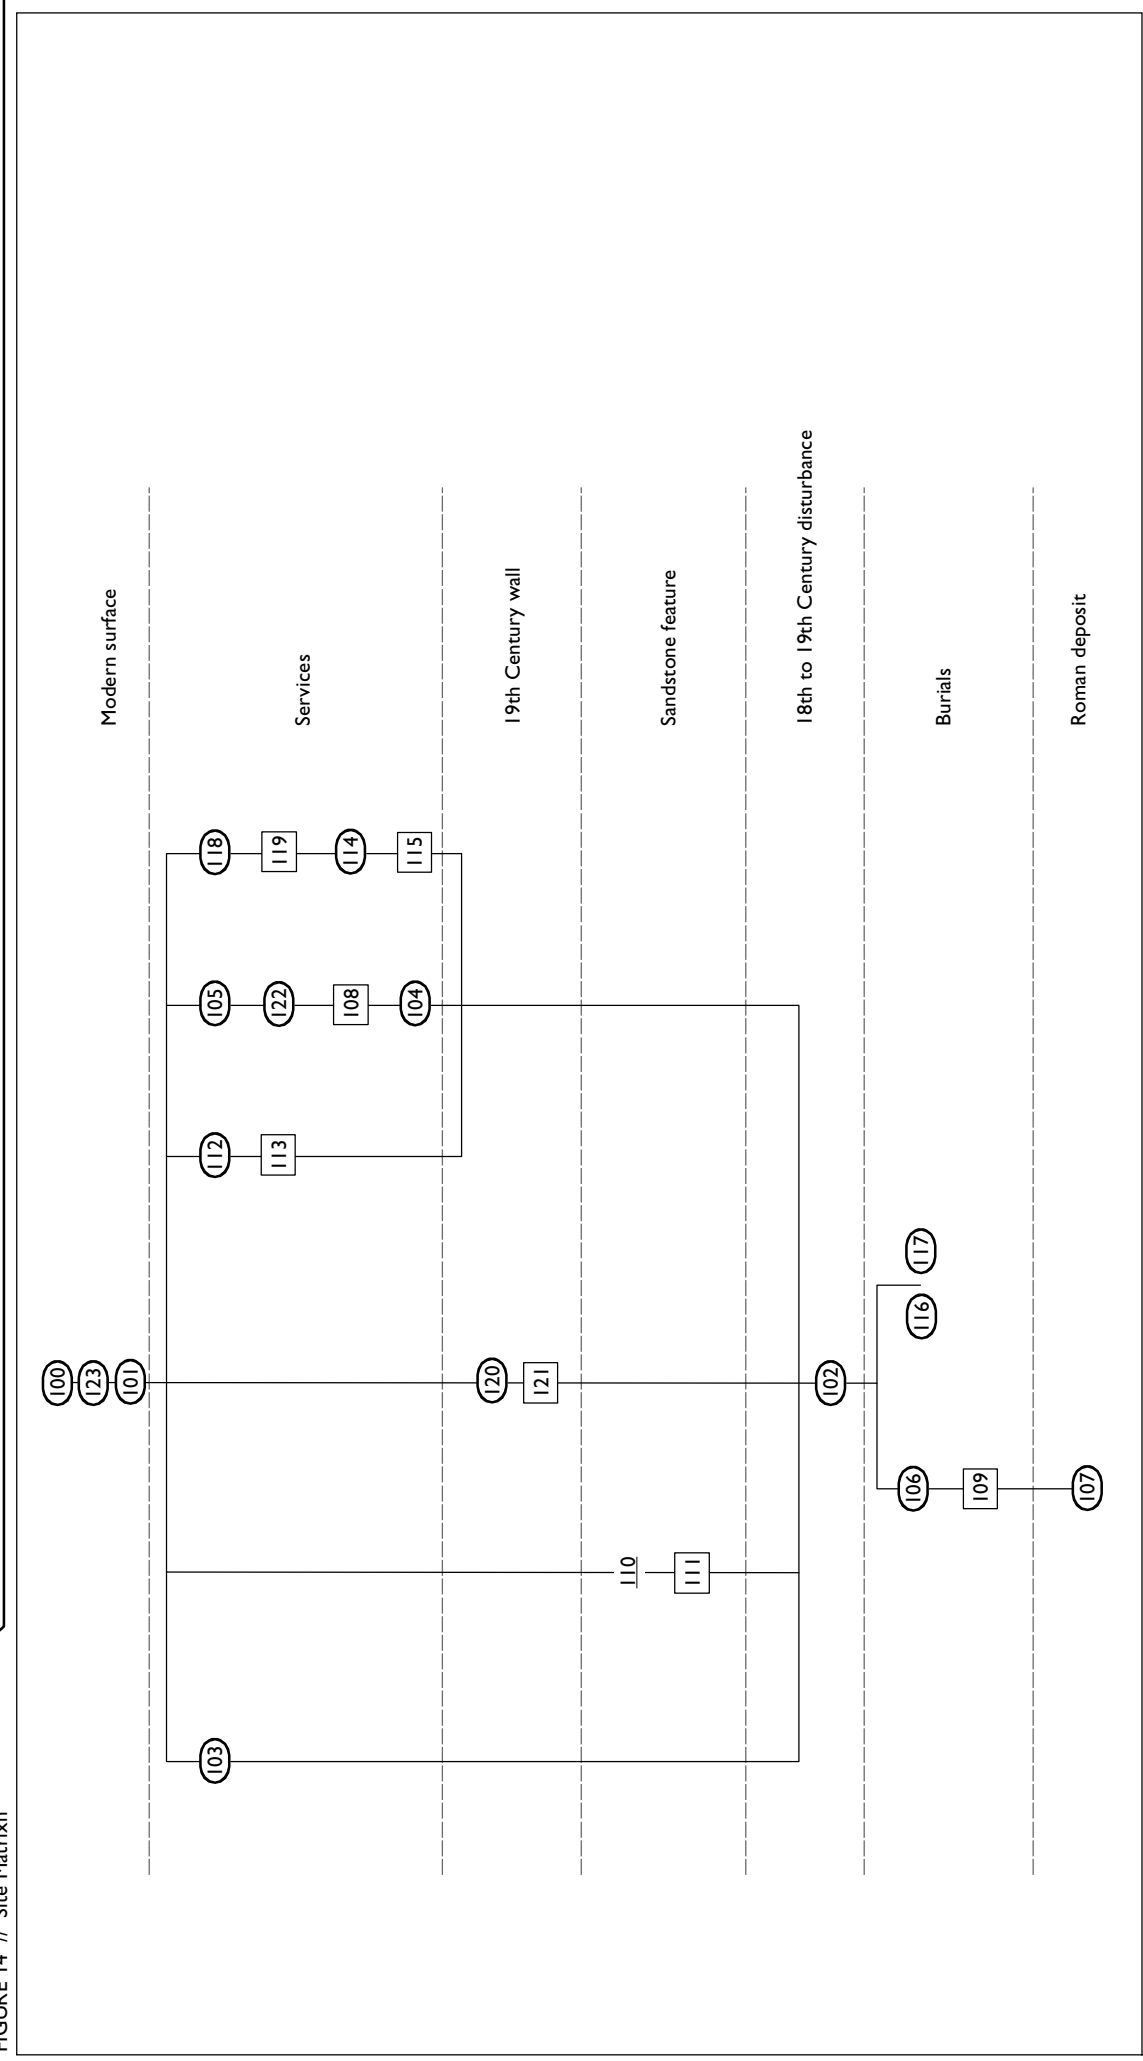 FIGURE 14 // Site
100
123
Modern surface
101
103 112 105 118
113 122 119
Services
108 114
104 115
120
19th Century wall
121
110
Sandstone feature
111
18th to 19th Century disturbance
102
106 116 117
Burials
109
107 Roman deposit